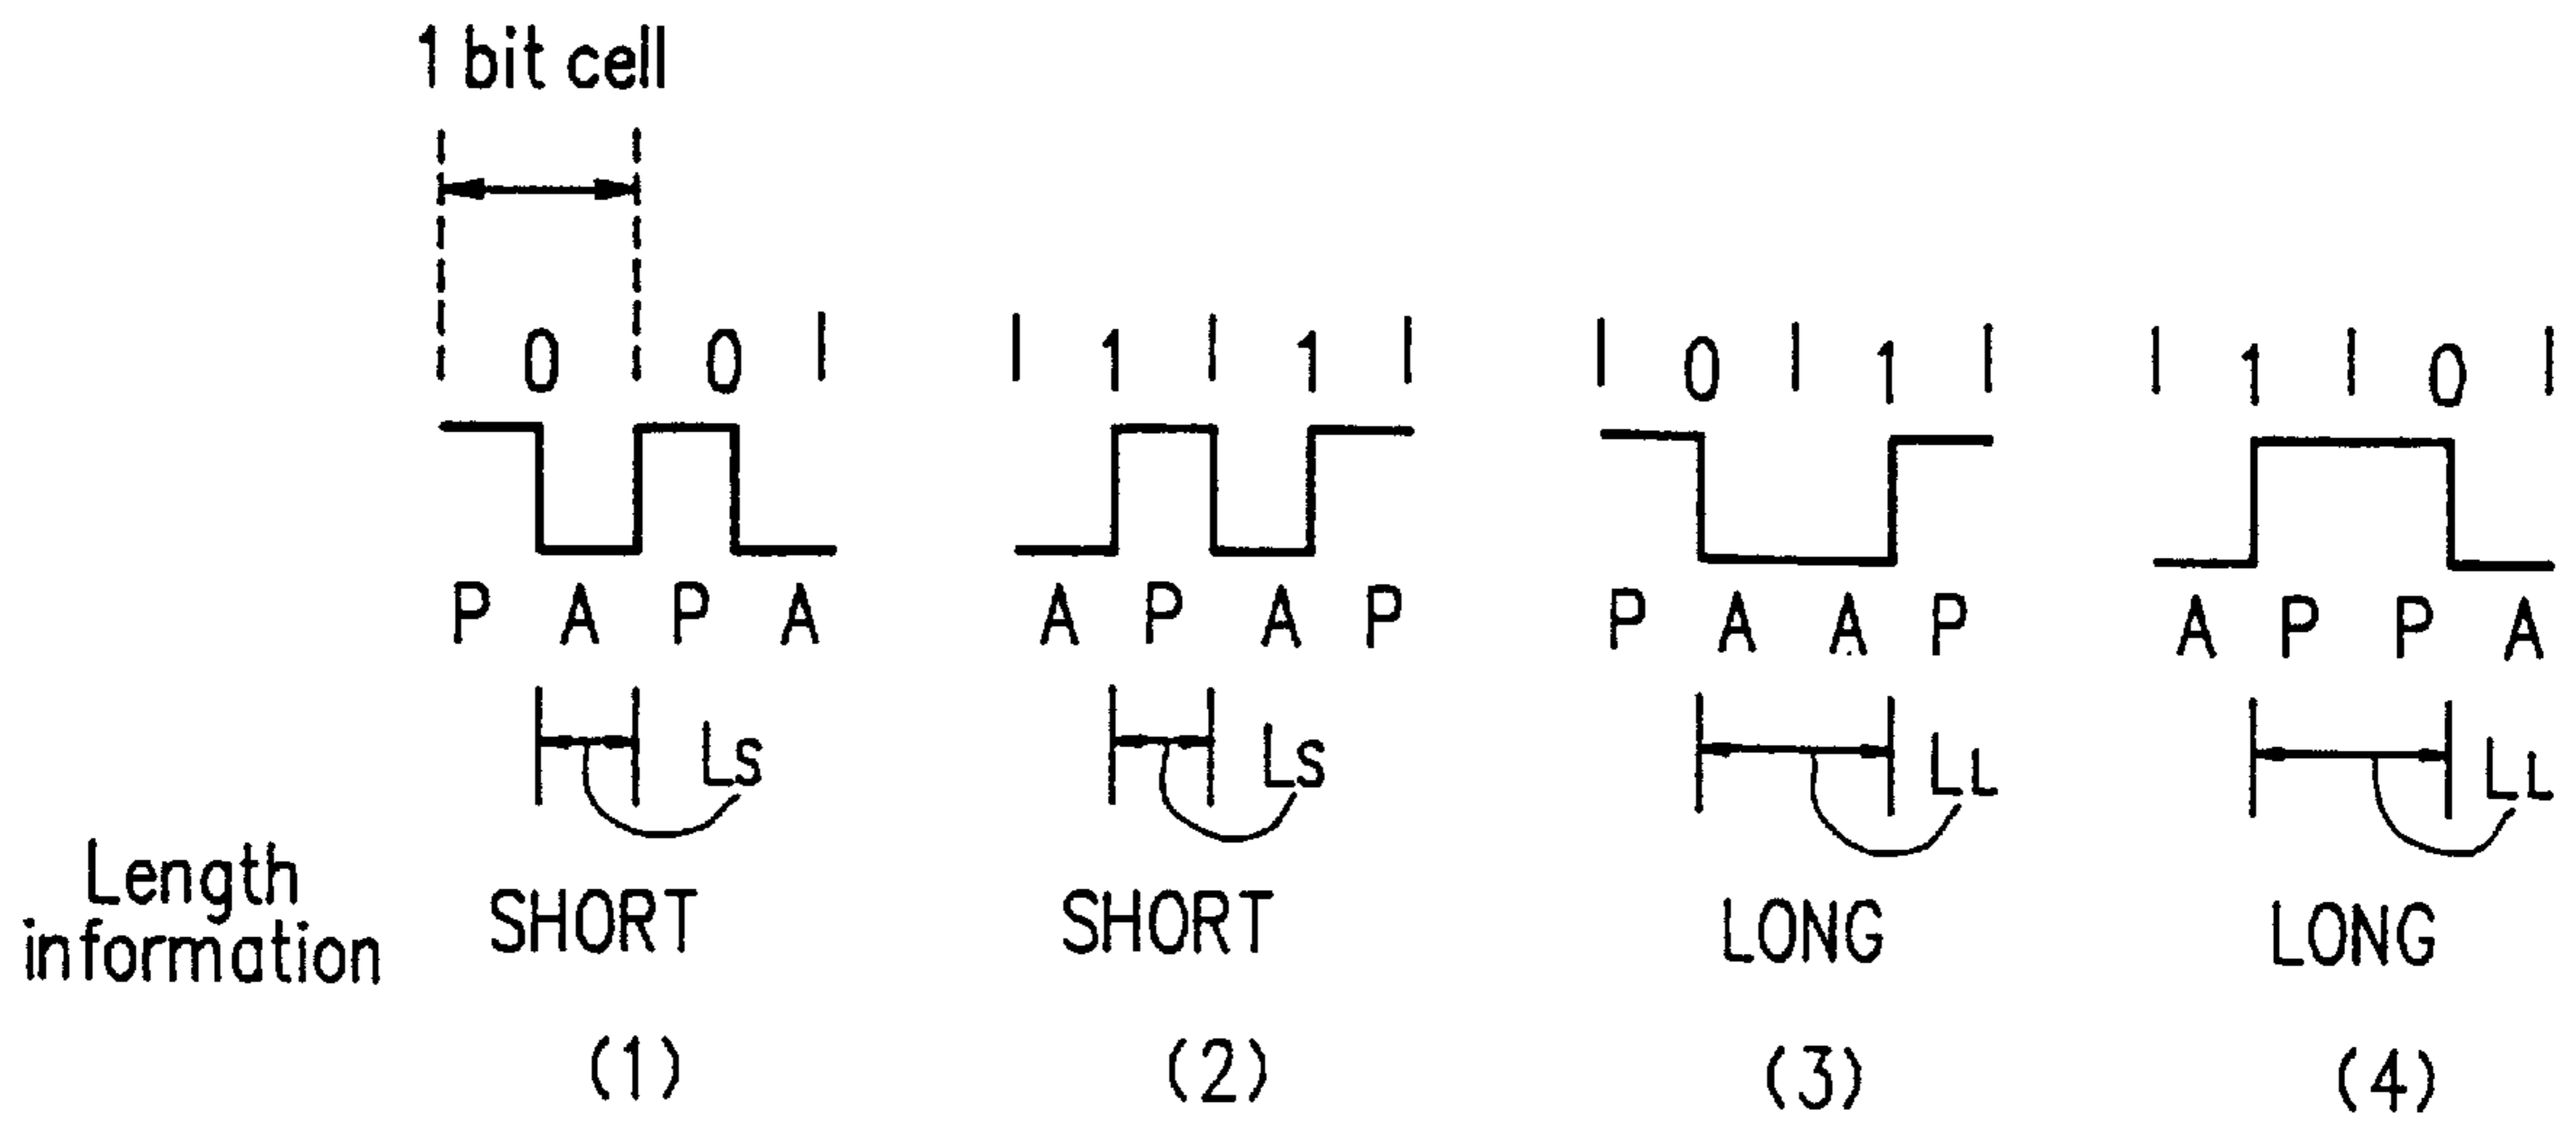 1 bit cell
0 0 | | 1 | 1 | | 0 | 1 | | 1 | 0 |
P A P A A P A P P A A P A P P A
Ls Ls LL LL
Length
information
SHORT SHORT LONG LONG
(1) (2) (3) (4)